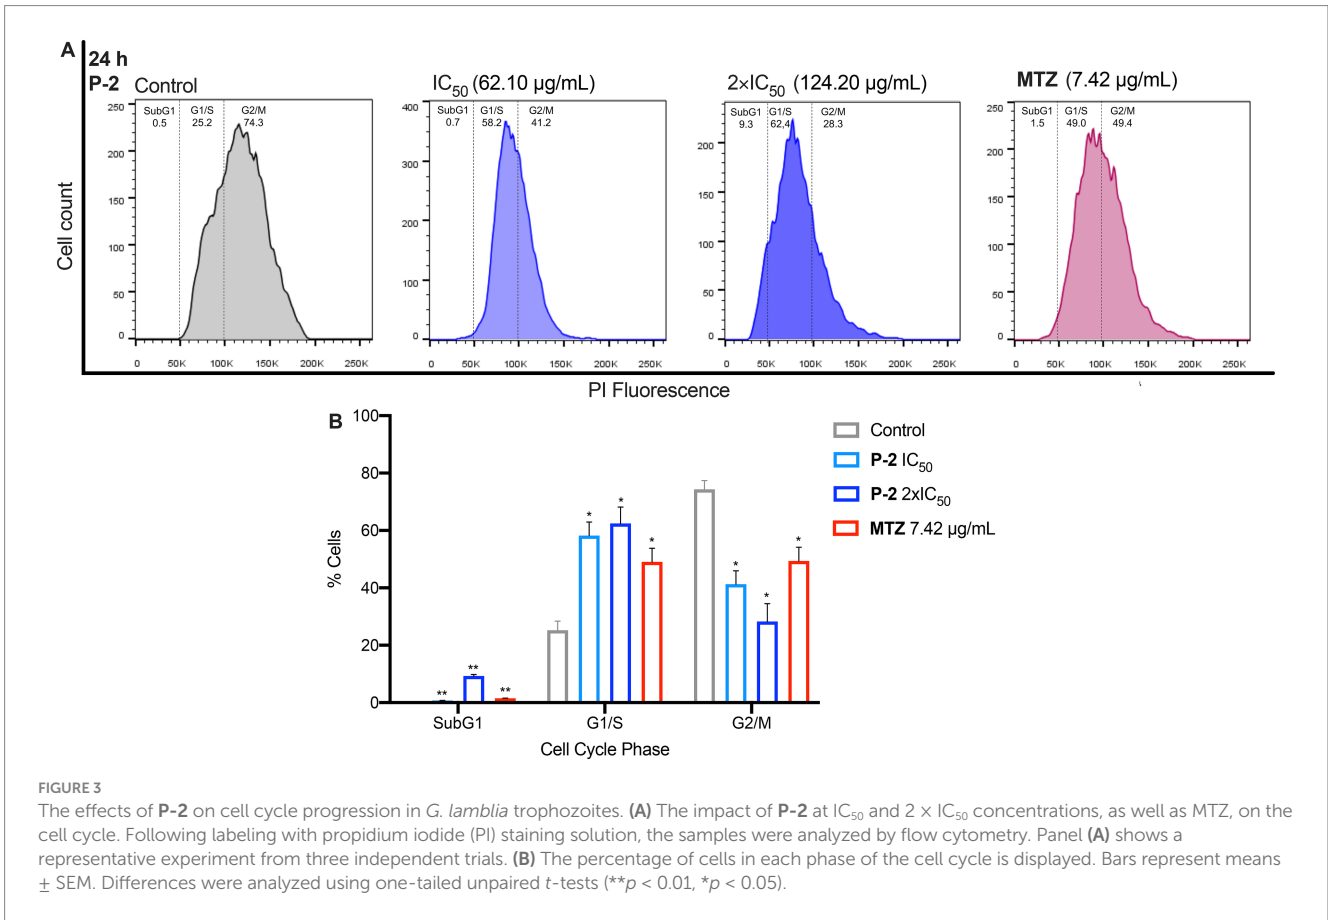 A
24 h
P-2 Control
IC50 (62.10 µg/mL)
2×IC50 (124.20 µg/mL)
MTZ (7.42 µg/mL)
SubG1 G1/S G2/M
0.5 25.2 74.3
250
200
150
100
50
0
0 50K 100K 150K 200K 250K
SubG1 G1/S G2/M
0.7 58.2 41.2
400
300
200
100
0
0 50K 100K 150K 200K 250K
SubG1 G1/S G2/M
9.3 62,4 28.3
200
150
100
50
0
0 50K 100K 150K 200K 250K
SubG1 G1/S G2/M
1.5 49.0 49.4
250
200
150
100
50
0
0 50K 100K 150K 200K 250K
Cell count
PI Fluorescence
B
100
80
60
40
20
0
% Cells
** ** **
* * *
* * *
SubG1 G1/S G2/M
Cell Cycle Phase
Control
P-2 IC50
P-2 2xIC50
MTZ 7.42 µg/mL
FIGURE 3
The effects of P-2 on cell cycle progression in G. lamblia trophozoites. (A) The impact of P-2 at IC50 and 2 × IC50 concentrations, as well as MTZ, on the
cell cycle. Following labeling with propidium iodide (PI) staining solution, the samples were analyzed by flow cytometry. Panel (A) shows a
representative experiment from three independent trials. (B) The percentage of cells in each phase of the cell cycle is displayed. Bars represent means
± SEM. Differences were analyzed using one-tailed unpaired t-tests (**p < 0.01, *p < 0.05).